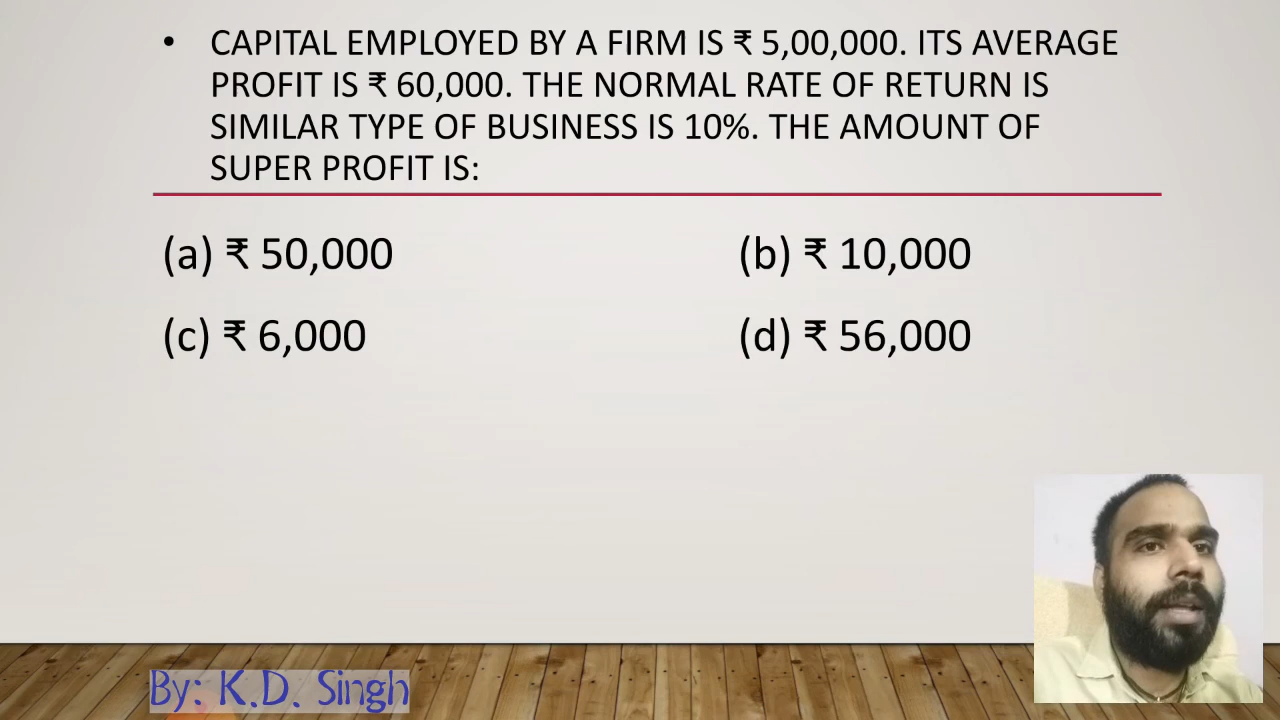 • CAPITAL EMPLOYED BY A FIRM IS ₹ 5,00,000. ITS AVERAGE
PROFIT IS ₹ 60,000. THE NORMAL RATE OF RETURN IS
SIMILAR TYPE OF BUSINESS IS 10%. THE AMOUNT OF
SUPER PROFIT IS:
(a) ₹ 50,000 (b) ₹ 10,000
(c) ₹ 6,000 (d) ₹ 56,000
By: K.D. Singh